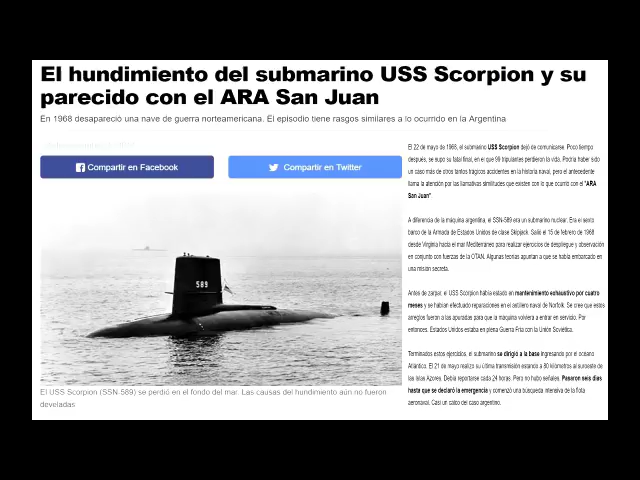 El hundimiento del submarino USS Scorpion y su
parecido con el ARA San Juan
En 1968 desapareció una nave de guerra norteamericana. El episodio tiene rasgos similares a lo ocurrido en la Argentina
Compartir en Facebook
Compartir en Twitter
589
El USS Scorpion (SSN-589) se perdió en el fondo del mar. Las causas del hundimiento aún no fueron
develadas
El 22 de mayo de 1968, el submarino USS Scorpion dejó de comunicarse. Poco tiempo
después, se supo su fatal final, en el que 99 tripulantes perdieron la vida. Podría haber sido
un caso más de otros tantos trágicos accidentes en la historia naval, pero el antecedente
llama la atención por las llamativas similitudes que existen con lo que ocurrió con el "ARA
San Juan"
A diferencia de la máquina argentina, el SSN-589 era un submarino nuclear. Era el sexto
barco de la Armada de Estados Unidos de clase Skipjack. Salió el 15 de febrero de 1968
desde Virginia hacia el mar Mediterráneo para realizar ejercicios de despliegue y observación
en conjunto con fuerzas de la OTAN. Algunas teorías apuntan a que se había embarcado en
una misión secreta.
Antes de zarpar, el USS Scorpion había estado en mantenimiento exhaustivo por cuatro
meses y se habían efectuado reparaciones en el astillero naval de Norfolk. Se cree que estos
arreglos fueron a las apuradas para que la máquina volviera a entrar en servicio. Por
entonces, Estados Unidos estaba en plena Guerra Fría con la Unión Soviética.
Terminados estos ejercicios, el submarino se dirigió a la base ingresando por el océano
Atlántico. El 21 de mayo realizó su última transmisión estando a 80 kilómetros al suroeste de
las Islas Azores. Debía reportarse cada 24 horas. Pero no hubo señales. Pasaron seis días
hasta que se declaró la emergencia y comenzó una búsqueda intensiva de la flota
aeronaval. Casi un calco del caso argentino.